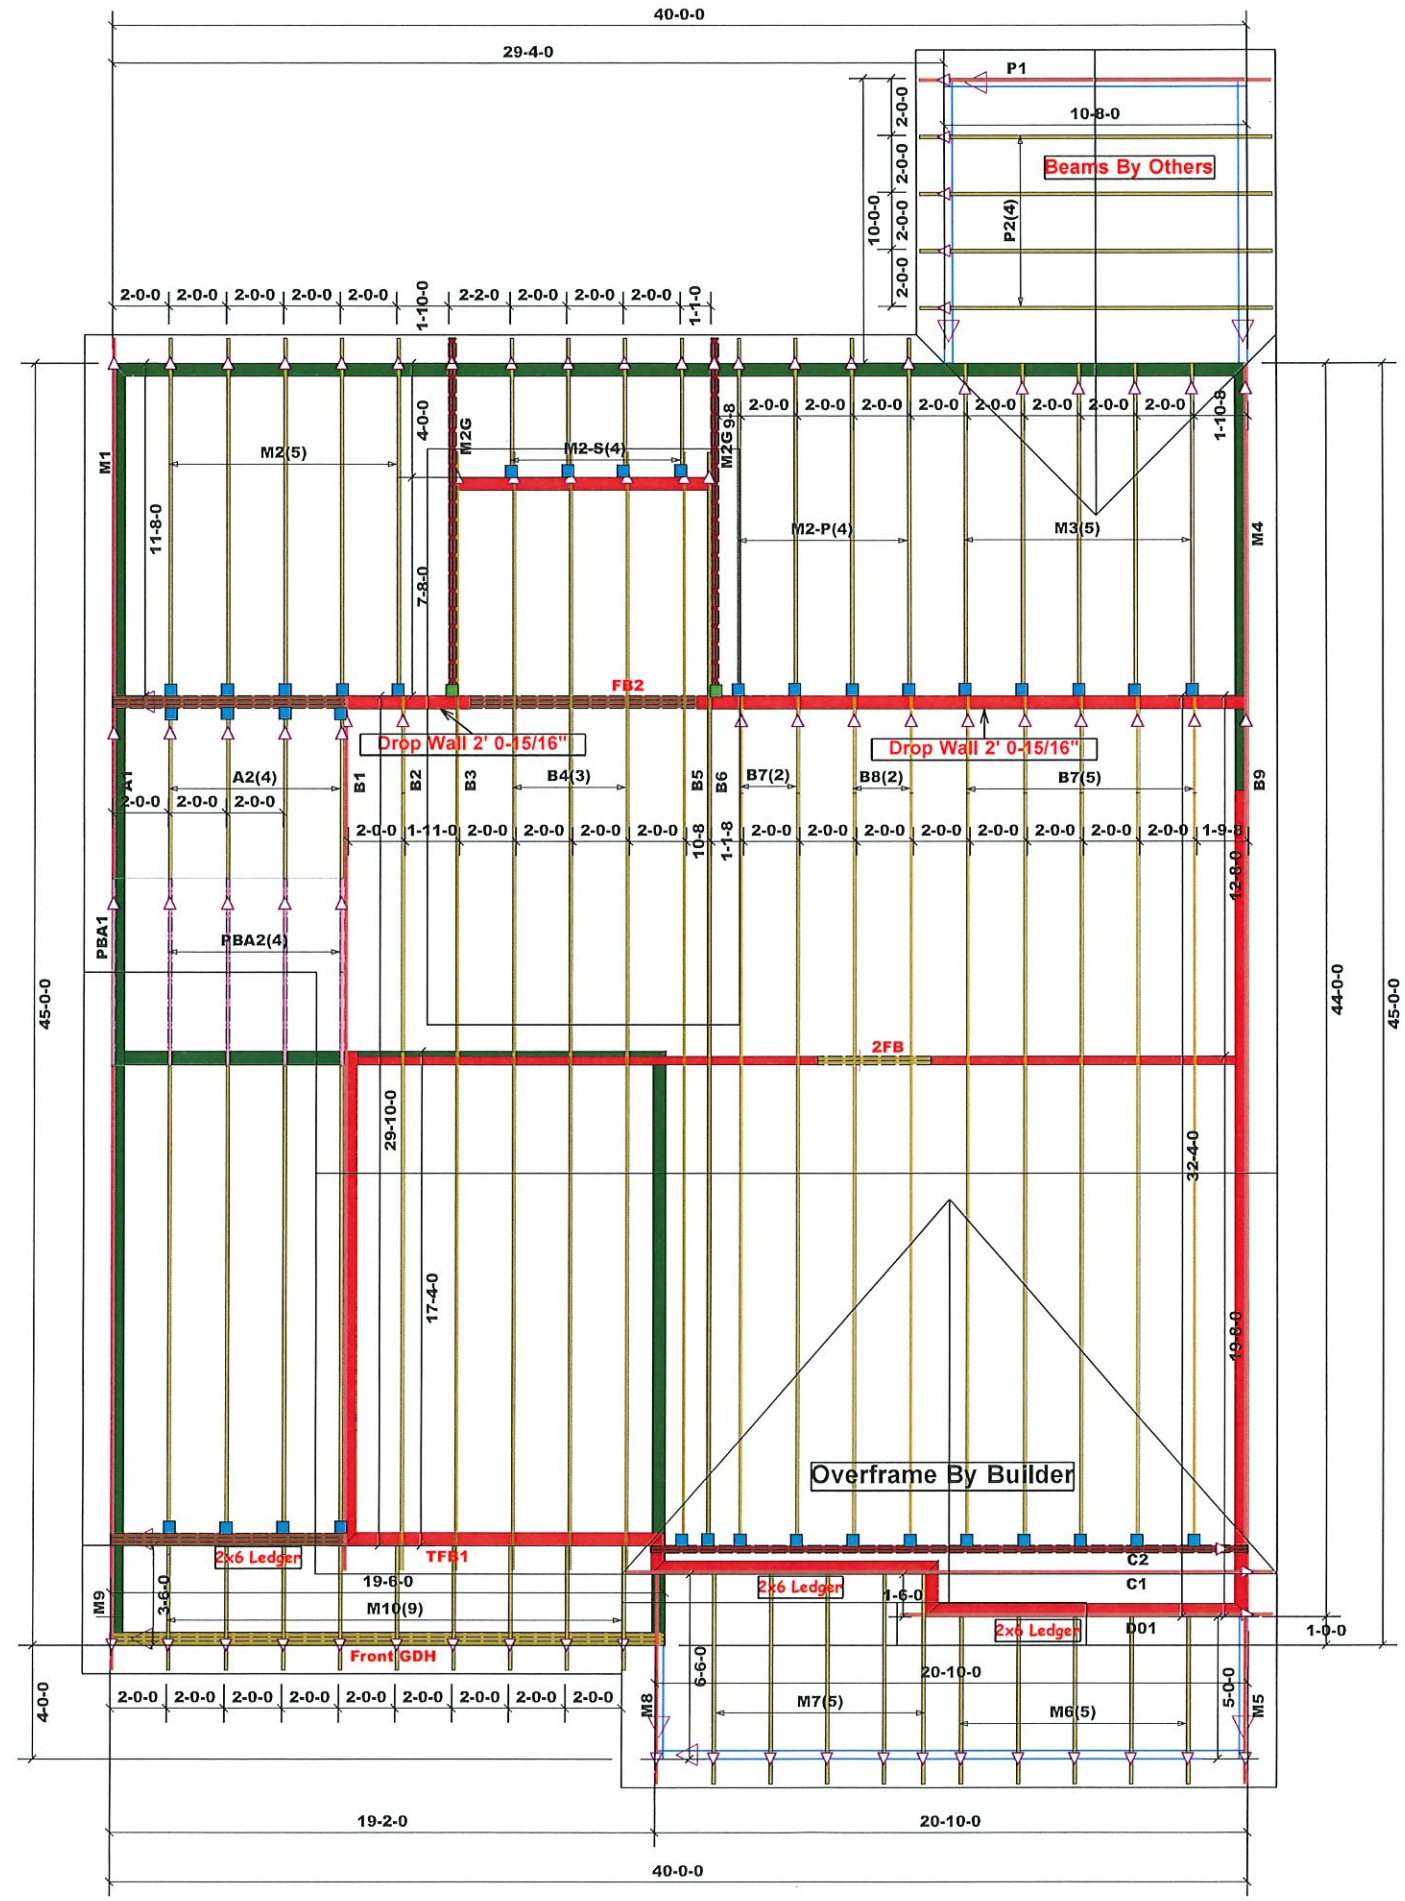 40-0-0
29-4-0
P1
10-8-0
2-0-0
Beams By Others
2-0-0
10-0-0
P2(4)
2-0-0
2-0-0
2-0-0
2-0-0
2-0-0
2-0-0
2-0-0
1-10-0
2-2-0
2-0-0
2-0-0
2-0-0
1-1-0
4-0-0
9-8
2-0-0
2-0-0
2-0-0
2-0-0
2-0-0
2-0-0
2-0-0
2-0-0
1-10-8
M1
M2(5)
M2G
M2-S(4)
M2G
11-8-0
M2-P(4)
M3(5)
M4
7-8-0
FB2
Drop Wall 2' 0-15/16"
Drop Wall 2' 0-15/16"
A1
A2(4)
B1
B2
B3
B4(3)
B5
B6
B7(2)
B8(2)
B7(5)
B9
2-0-0
2-0-0
2-0-0
2-0-0
1-11-0
2-0-0
2-0-0
2-0-0
2-0-0
10-8
1-1-8
2-0-0
2-0-0
2-0-0
2-0-0
2-0-0
2-0-0
2-0-0
2-0-0
1-9-8
12-8-0
PBA1
PBA2(4)
45-0-0
44-0-0
45-0-0
2FB
29-10-0
32-4-0
17-4-0
19-8-0
Overframe By Builder
2x6 Ledger
TFB1
C2
19-6-0
2x6 Ledger
C1
M9
3-6-0
M10(9)
1-6-0
2x6 Ledger
D01
1-0-0
Front GDH
6-6-0
20-10-0
5-0-0
4-0-0
2-0-0
2-0-0
2-0-0
2-0-0
2-0-0
2-0-0
2-0-0
2-0-0
2-0-0
M8
M7(5)
M6(5)
M5
19-2-0
20-10-0
40-0-0